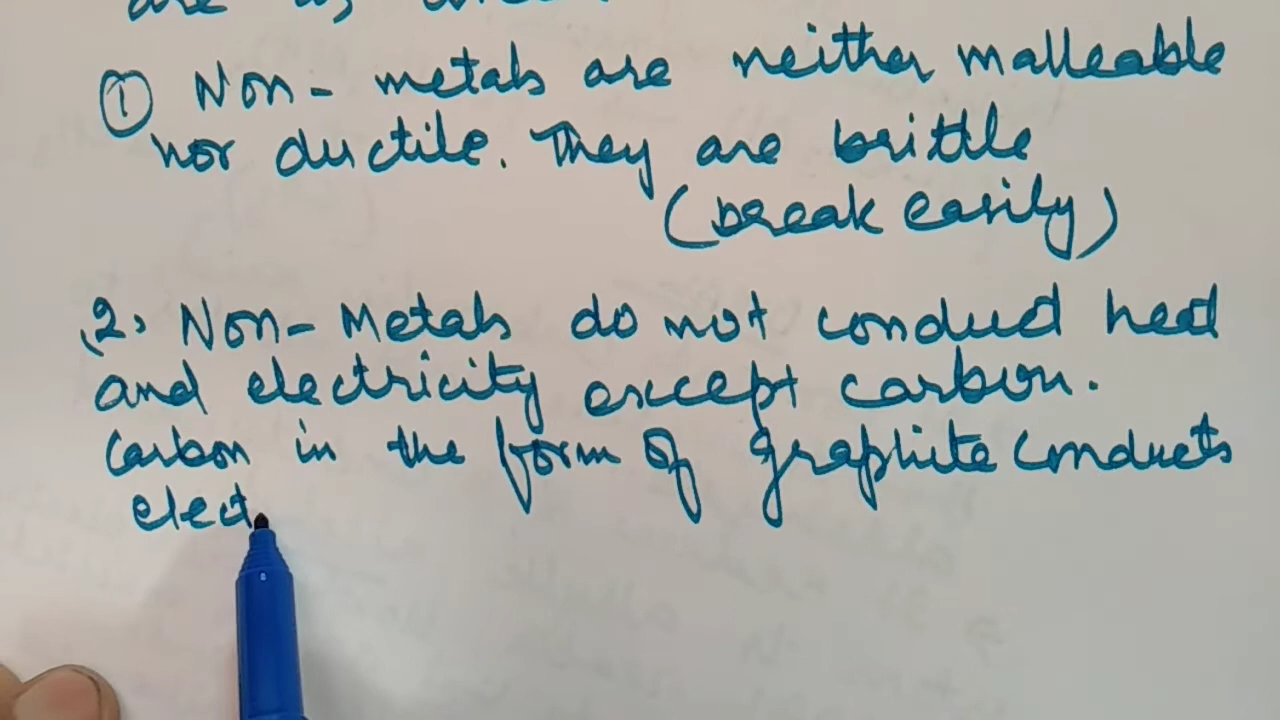 ① Non-metals are neither malleable
nor ductile. They are brittle
(break easily)
2. Non-Metals do not conduct heat
and electricity except carbon.
Carbon in the form of graphite conducts
elect